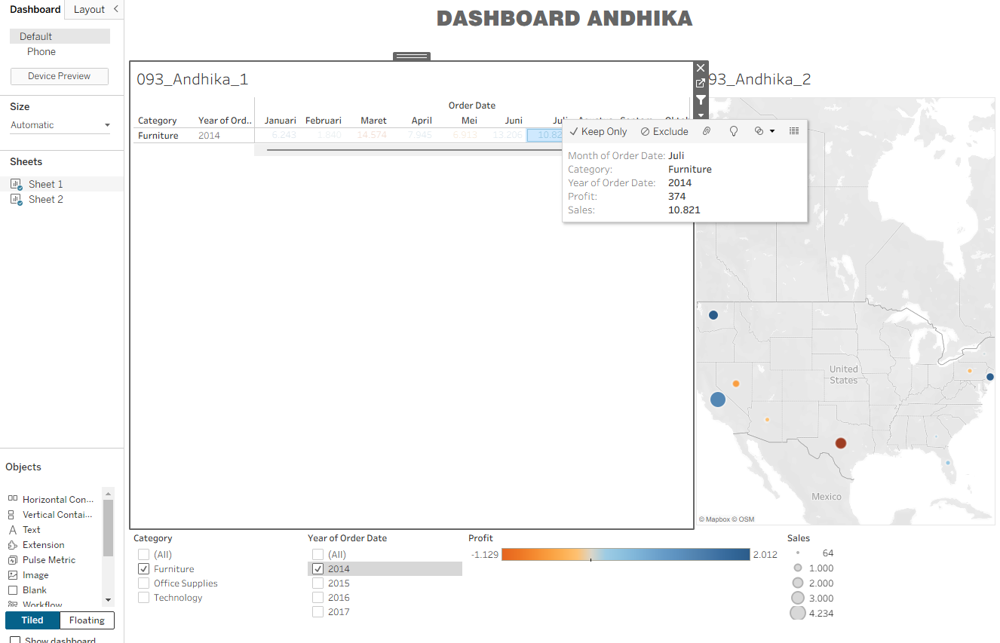 Dashboard
Layout
DASHBOARD ANDHIKA
Default
Phone
Device Preview
Size
Automatic
Sheets
Sheet 1
Sheet 2
093_Andhika_1
Order Date
Category Year of Ord.. Januari Februari Maret April Mei Juni
Furniture 2014 6.243 1.840 14.574 7.945 6.913 13.206 10.82
93_Andhika_2
Keep Only
Exclude
Month of Order Date: Juli
Category: Furniture
Year of Order Date: 2014
Profit: 374
Sales: 10.821
United
States
Mexico
© Mapbox © OSM
Objects
Horizontal Con...
Vertical Contai...
Text
Extension
Pulse Metric
Image
Blank
Workflow
Tiled
Floating
Show dashboard
Category
(All)
Furniture
Office Supplies
Technology
Year of Order Date
(All)
2014
2015
2016
2017
Profit
-1.129 2.012
Sales
64
1.000
2.000
3.000
4.234